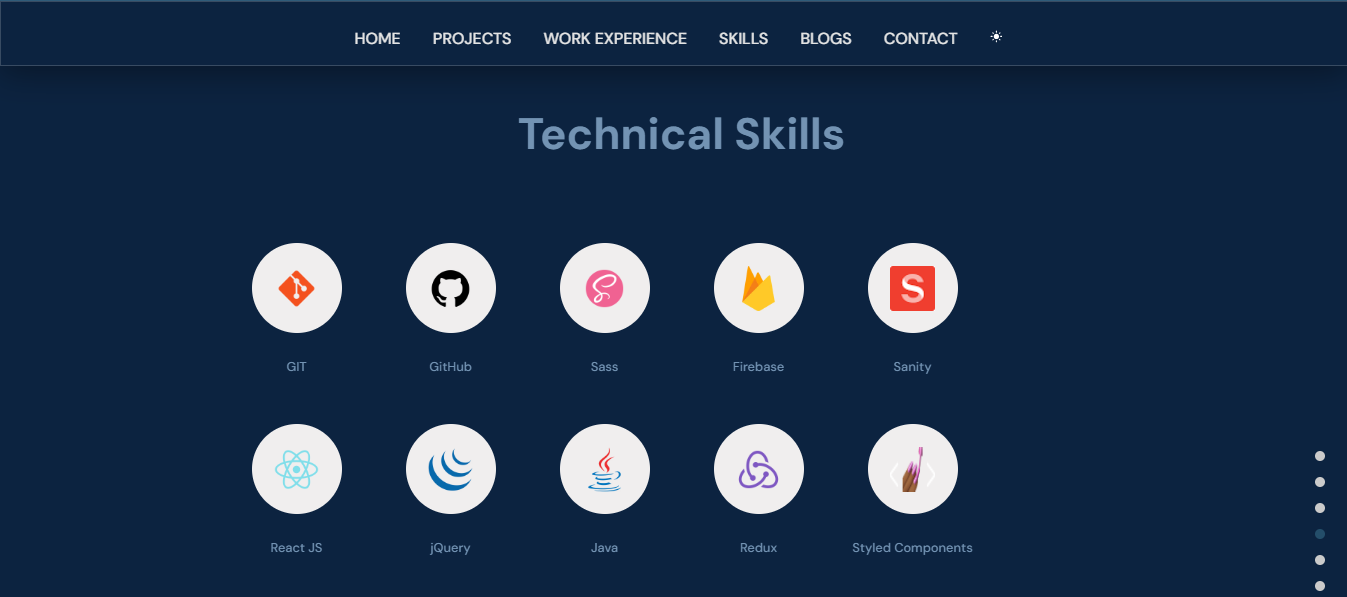 HOME PROJECTS WORK EXPERIENCE SKILLS BLOGS CONTACT
Technical Skills
S
GIT GitHub Sass Firebase Sanity
React JS jQuery Java Redux Styled Components